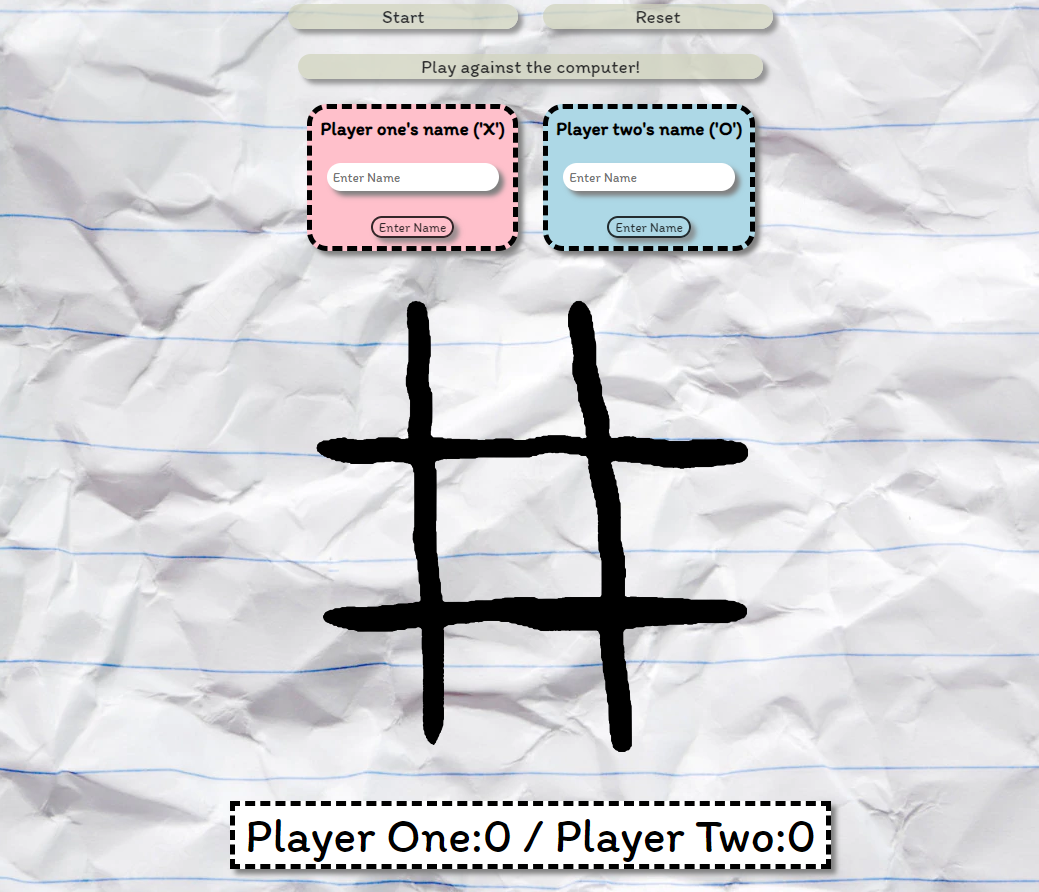 Start
Reset
Play against the computer!
Player one's name ('X')
Player two's name ('O')
Enter Name
Enter Name
Enter Name
Enter Name
Player One:0 / Player Two:0